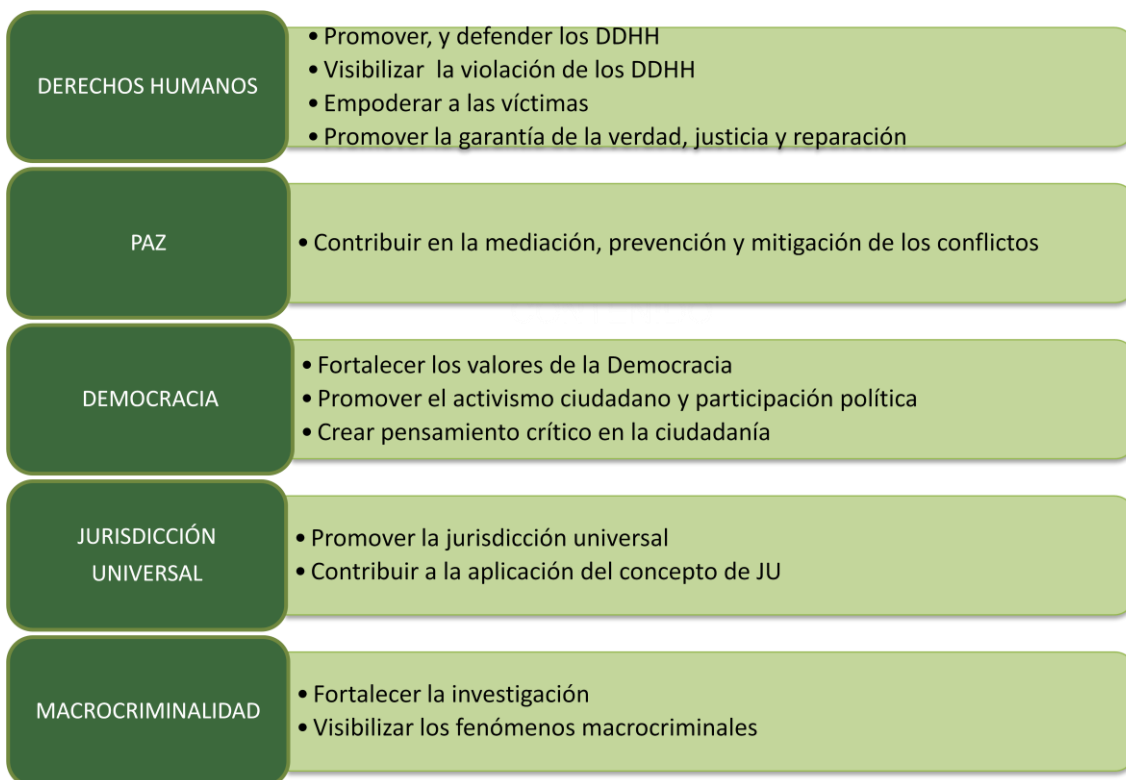 DERECHOS HUMANOS
• Promover, y defender los DDHH
• Visibilizar la violación de los DDHH
• Empoderar a las víctimas
• Promover la garantía de la verdad, justicia y reparación
PAZ
• Contribuir en la mediación, prevención y mitigación de los conflictos
DEMOCRACIA
• Fortalecer los valores de la Democracia
• Promover el activismo ciudadano y participación política
• Crear pensamiento crítico en la ciudadanía
JURISDICCIÓN
UNIVERSAL
• Promover la jurisdicción universal
• Contribuir a la aplicación del concepto de JU
MACROCRIMINALIDAD
• Fortalecer la investigación
• Visibilizar los fenómenos macrocriminales